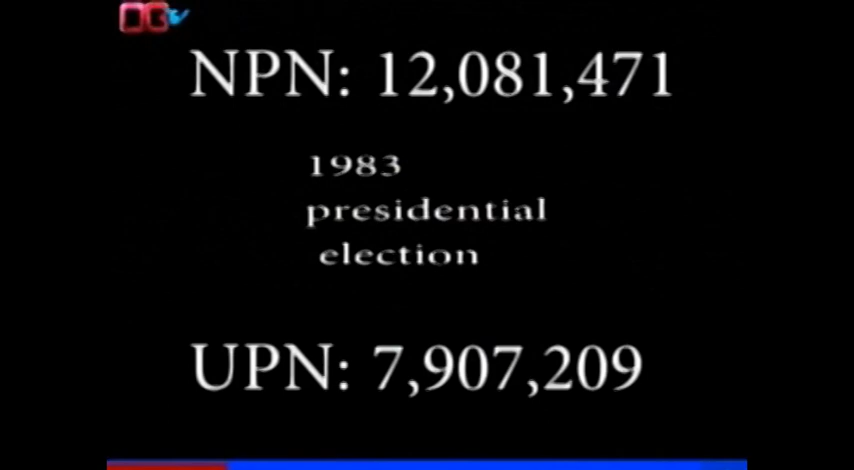 NPN: 12,081,471
1983
presidential
election
UPN: 7,907,209